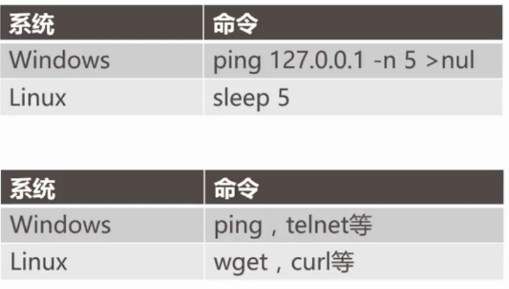 系统 命令
Windows ping 127.0.0.1 -n 5 >nul
Linux sleep 5
系统 命令
Windows ping，telnet等
Linux wget，curl等